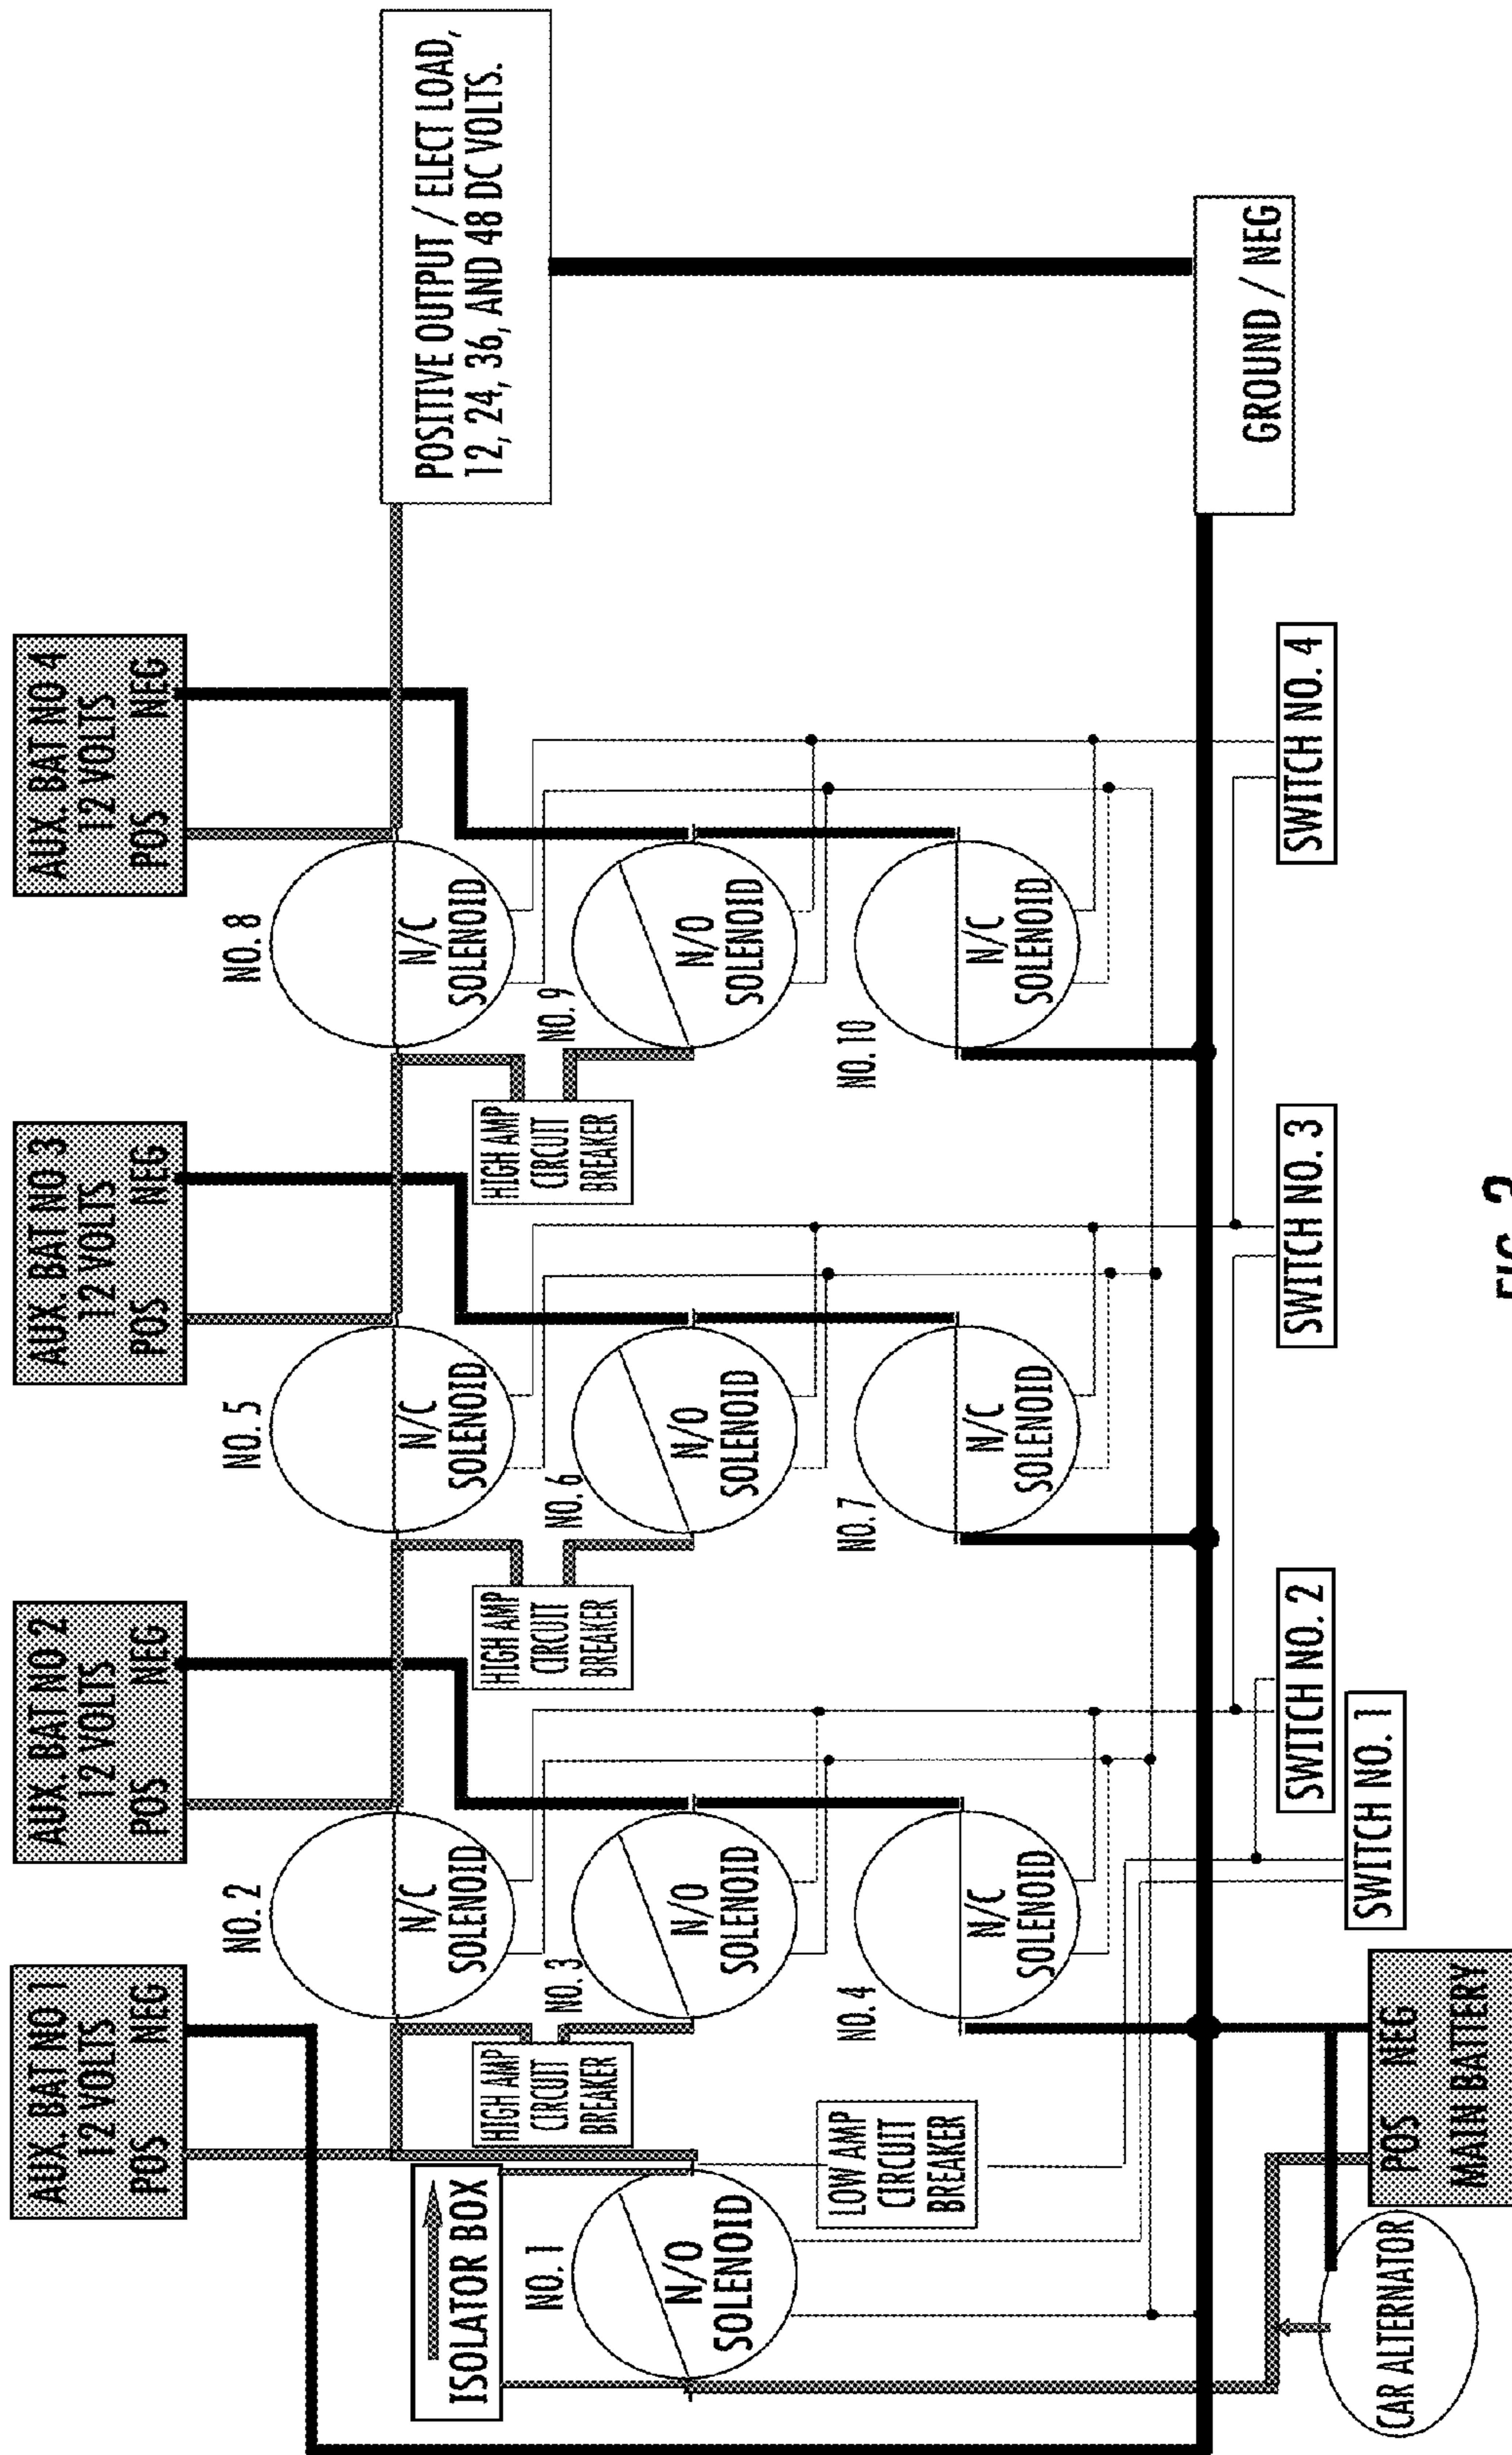 AUX. BAT NO 1
12 VOLTS
POS NEG
AUX. BAT NO 2
12 VOLTS
POS NEG
AUX. BAT NO 3
12 VOLTS
POS NEG
AUX. BAT NO 4
12 VOLTS
POS NEG
NO. 2
N/C
SOLENOID
NO. 5
N/C
SOLENOID
NO. 8
N/C
SOLENOID
POSITIVE OUTPUT / ELECT LOAD,
12, 24, 36, AND 48 DC VOLTS.
ISOLATOR BOX
HIGH AMP
CIRCUIT
BREAKER
HIGH AMP
CIRCUIT
BREAKER
HIGH AMP
CIRCUIT
BREAKER
NO. 1
N/O
SOLENOID
NO. 3
N/O
SOLENOID
NO. 6
N/O
SOLENOID
NO. 9
N/O
SOLENOID
LOW AMP
CIRCUIT
BREAKER
NO. 4
N/C
SOLENOID
NO. 7
N/C
SOLENOID
NO. 10
N/C
SOLENOID
GROUND / NEG
SWITCH NO. 2
SWITCH NO. 3
SWITCH NO. 4
SWITCH NO. 1
CAR ALTERNATOR
POS NEG
MAIN BATTERY